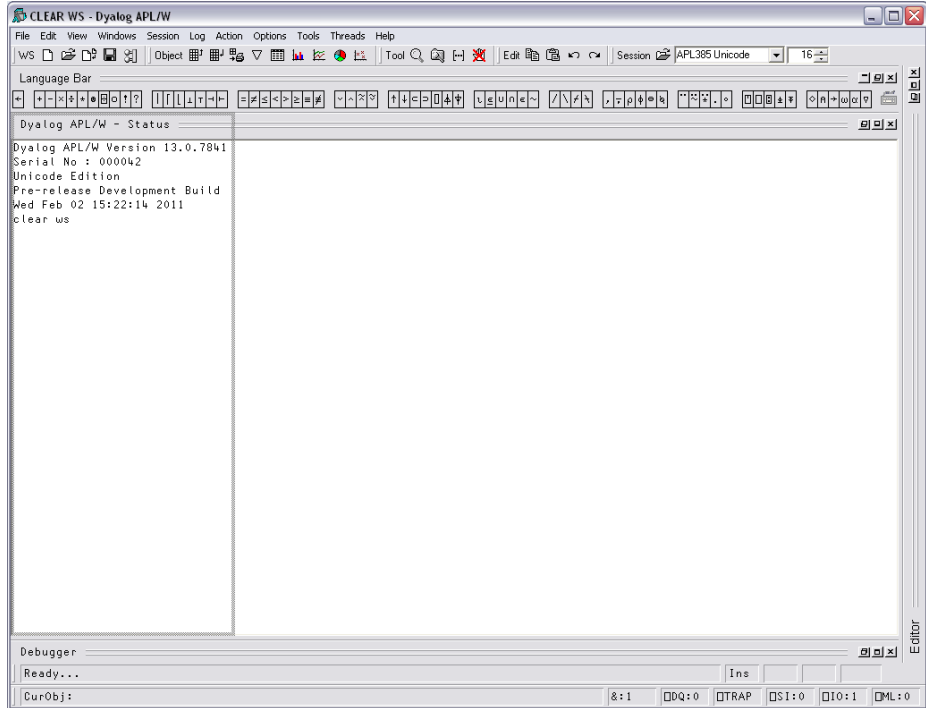 CLEAR WS - Dyalog APL/W
File Edit View Windows Session Log Action Options Tools Threads Help
WS Object Tool Edit Session APL385 Unicode 16
Language Bar
← + - × ÷ * ⍟ ⌹ ○ ! ? | ⌈ ⌊ ⊥ ⊤ ⊣ ⊢ = ≠ ≤ < > ≥ ≡ ≢ ∨ ∧ ⍲ ⍱ ↑ ↓ ⊂ ⊃ ⌷ ⍋ ⍒ ⍳ ⍷ ∪ ∩ ∊ ~ / \ ⌿ ⍀ , ⍪ ⍴ ⌽ ⊖ ⍉ ¨ ⍨ ⍣ . ∘ ⍞ ⎕ ⍠ ⍎ ⍕ ⋄ ⍝ → ⍵ ⍺ ∇
Dyalog APL/W - Status
Dyalog APL/W Version 13.0.7841
Serial No : 000042
Unicode Edition
Pre-release Development Build
Wed Feb 02 15:22:14 2011
clear ws
Editor
Debugger
Ready... Ins
CurObj: &:1 ⎕DQ:0 ⎕TRAP ⎕SI:0 ⎕IO:1 ⎕ML:0